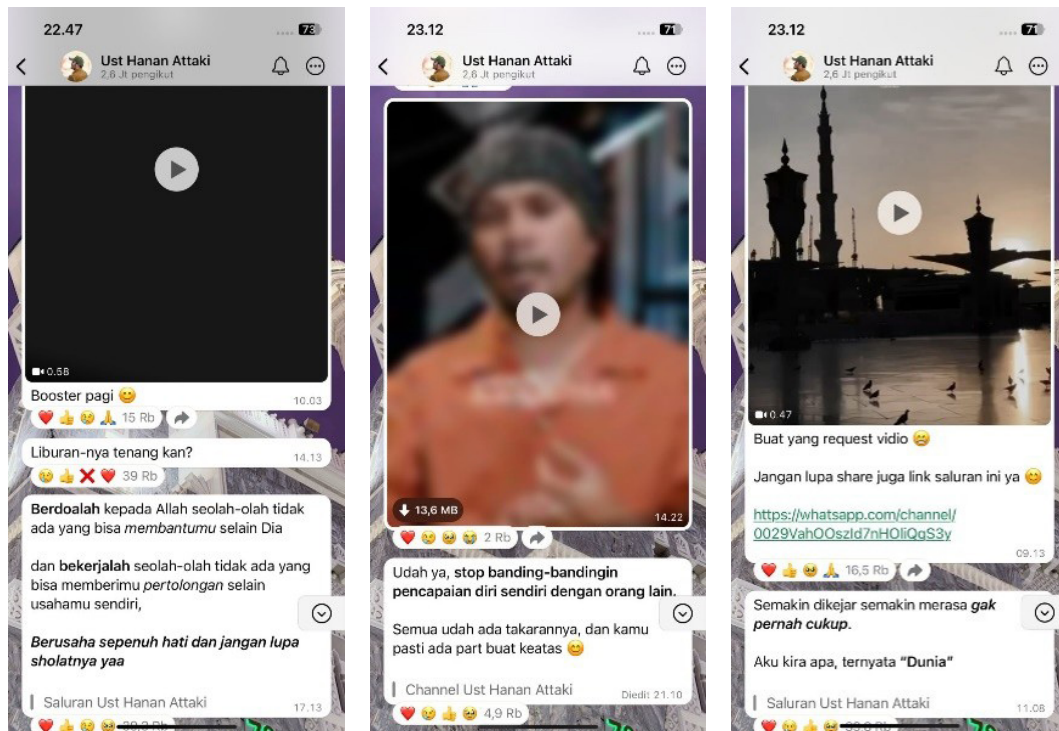 22.47
73
Ust Hanan Attaki
2,6 Jt pengikut
0.58
Booster pagi
10.03
15 Rb
Liburan-nya tenang kan?
14.13
39 Rb
Berdoalah kepada Allah seolah-olah tidak
ada yang bisa membantumu selain Dia
dan bekerjalah seolah-olah tidak ada yang
bisa memberimu pertolongan selain
usahamu sendiri,
Berusaha sepenuh hati dan jangan lupa
sholatnya yaa
Saluran Ust Hanan Attaki
17.13
23.12
71
Ust Hanan Attaki
2,6 Jt pengikut
13,6 MB
14.22
2 Rb
Udah ya, stop banding-bandingin
pencapaian diri sendiri dengan orang lain.
Semua udah ada takarannya, dan kamu
pasti ada part buat keatas
Channel Ust Hanan Attaki
Diedit 21.10
4,9 Rb
23.12
71
Ust Hanan Attaki
2,6 Jt pengikut
0.47
Buat yang request vidio
Jangan lupa share juga link saluran ini ya
https://whatsapp.com/channel/
0029VahOOszId7nHOliQgS3y
09.13
16,5 Rb
Semakin dikejar semakin merasa gak
pernah cukup.
Aku kira apa, ternyata “Dunia”
Saluran Ust Hanan Attaki
11.08